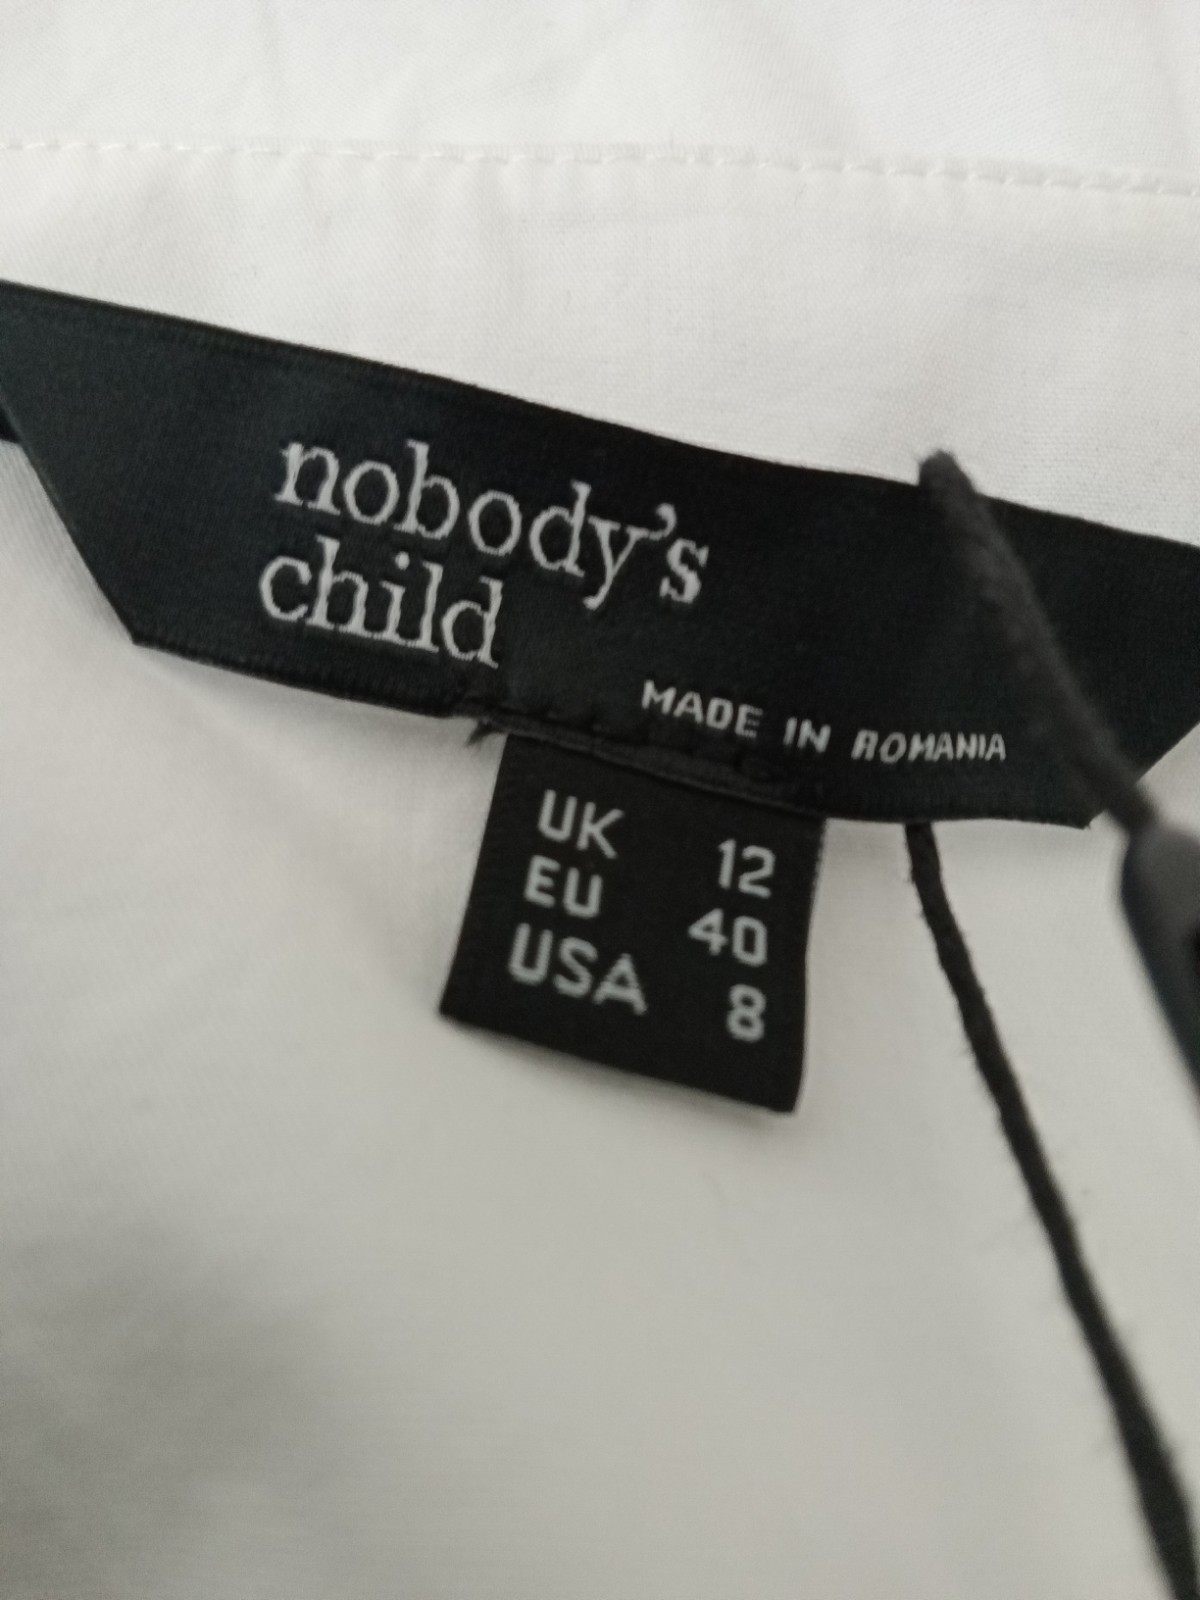 nobody's
child
MADE IN ROMANIA
UK 12
EU 40
USA 8